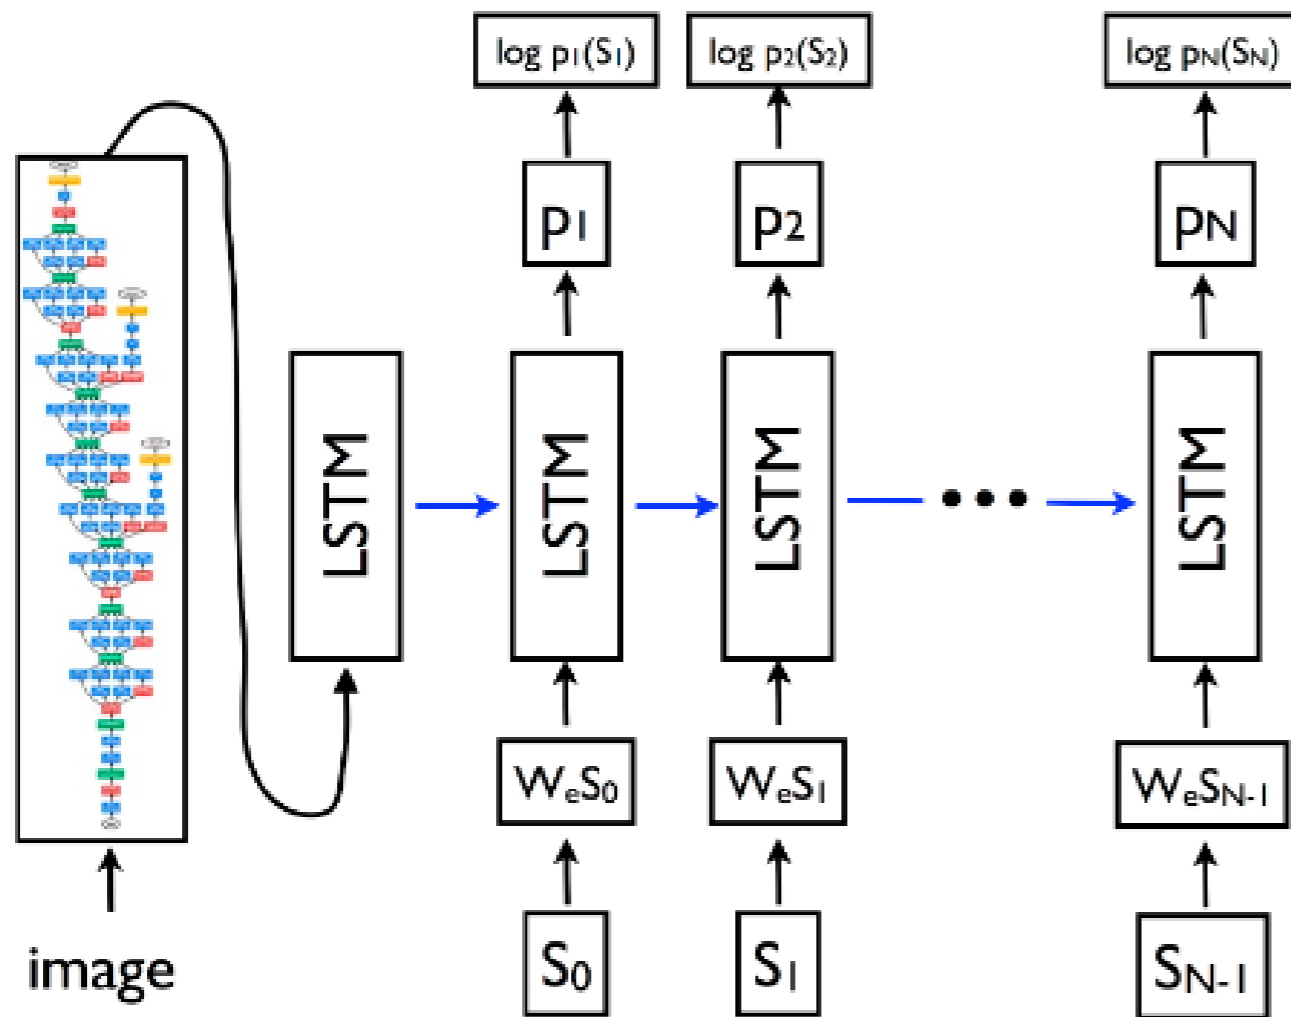 log p1(S1) log p2(S2) log pN(SN)
p1 p2 pN
LSTM LSTM LSTM LSTM
WeS0 WeS1 WeSN-1
S0 S1 SN-1
image